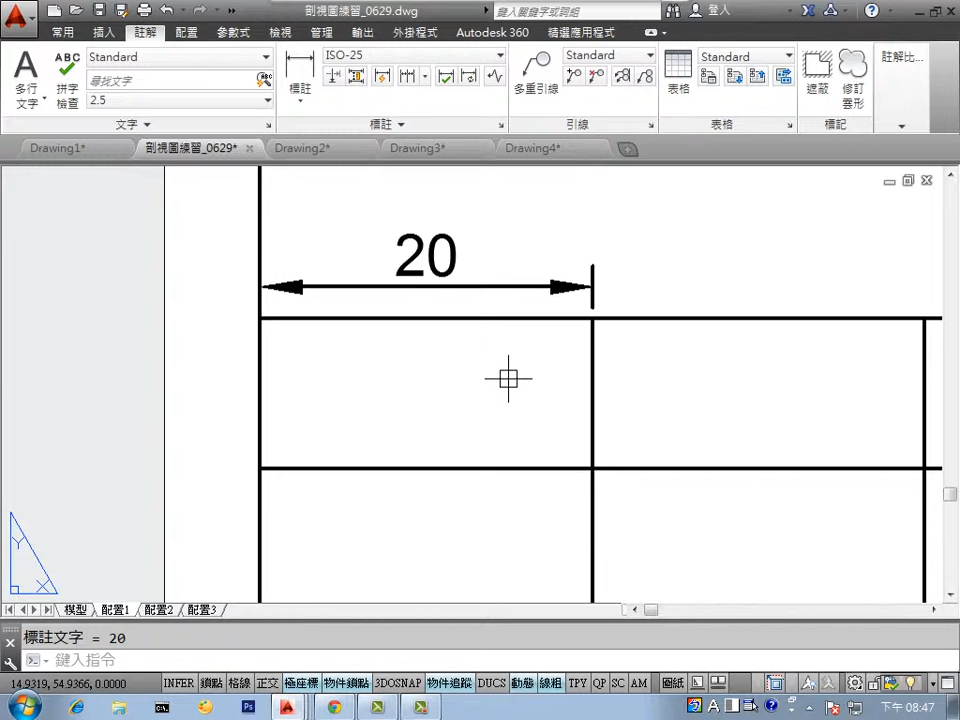 剖視圖練習_0629.dwg
鍵入關鍵字或片語
登入
常用 插入 註解 配置 參數式 檢視 管理 輸出 外掛程式 Autodesk 360 精選應用程式
多行文字
ABC
拼字檢查
Standard
尋找文字
2.5
文字
標註
ISO-25
標註
多重引線
Standard
引線
表格
Standard
表格
遮蔽
修訂雲形
標記
註解比...
Drawing1* 剖視圖練習_0629* Drawing2* Drawing3* Drawing4*
20
Y
X
模型 配置1 配置2 配置3
標註文字 = 20
鍵入指令
14.9319, 54.9366, 0.0000 INFER 鎖點 格線 正交 極座標 物件鎖點 3DOSNAP 物件追蹤 DUCS 動態 線粗 TPY QP SC AM 圖紙
下午 08:47